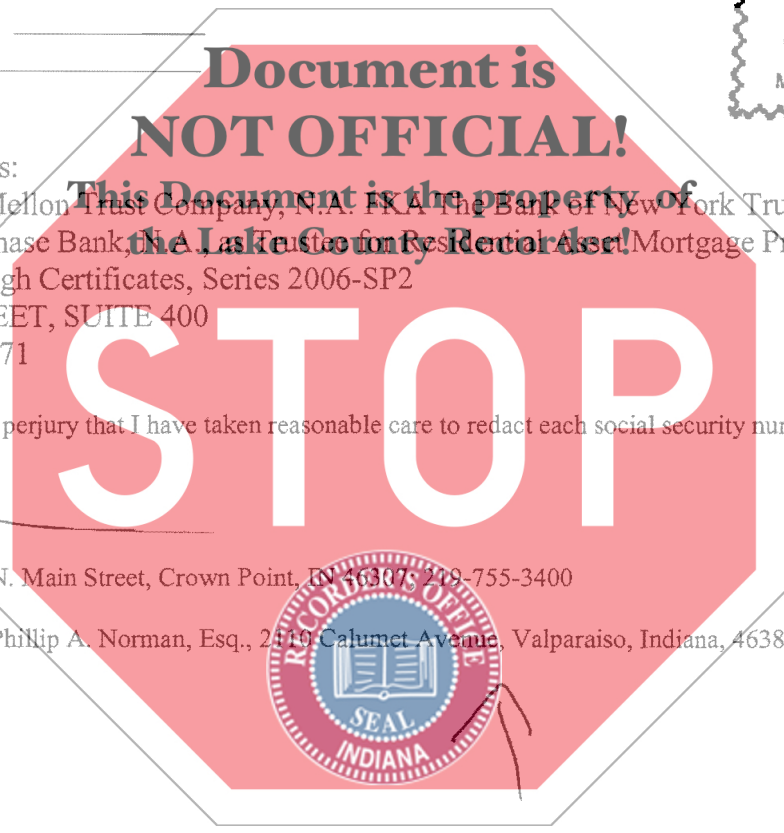 Document is
NOT OFFICIAL!
s:
This Document is the property of
Mellon Trust Company, N.A. FKA The Bank of New York Tru
the Lake County Recorder!
hase Bank, N.A., as Trustee for Residential Asset Mortgage P
gh Certificates, Series 2006-SP2
EET, SUITE 400
71
STOP
perjury that I have taken reasonable care to redact each social security nu
N. Main Street, Crown Point, IN 46307; 219-755-3400
Phillip A. Norman, Esq., 2110 Calumet Avenue, Valparaiso, Indiana, 4638
RECORDER'S OFFICE
SEAL
INDIANA